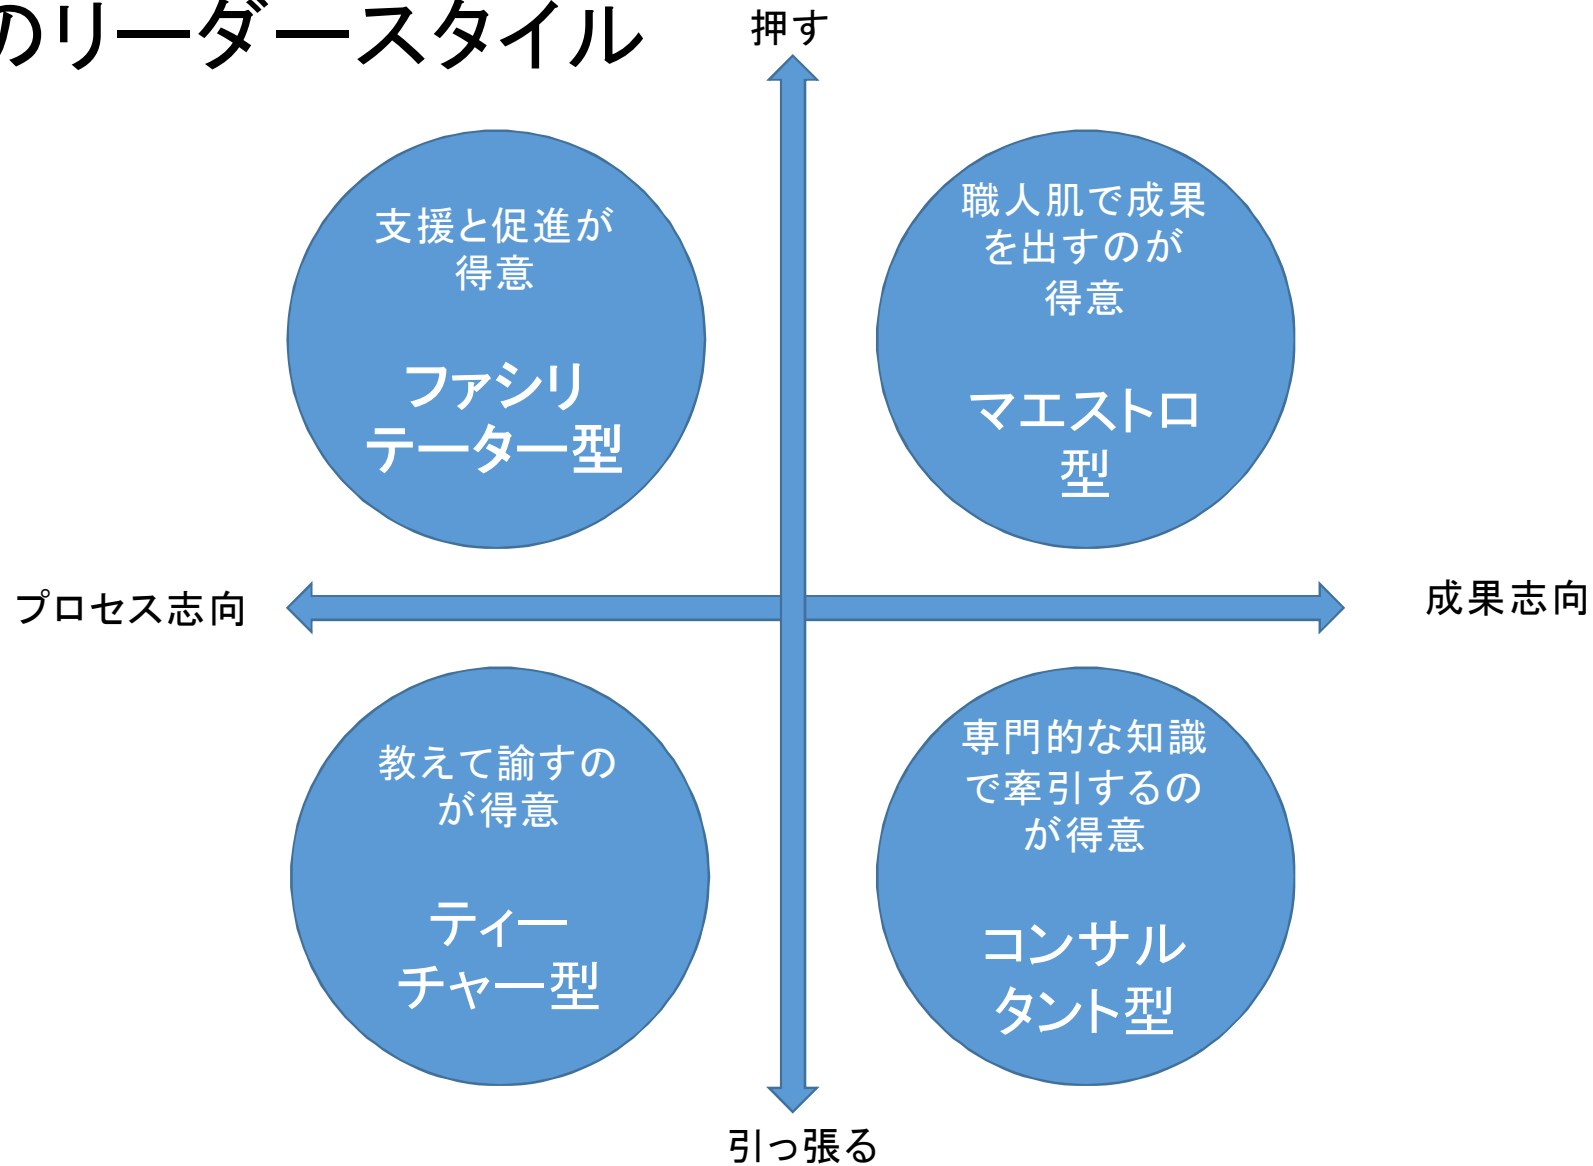 のリーダースタイル
押す
支援と促進が
得意
ファシリ
テーター型
職人肌で成果
を出すのが
得意
マエストロ
型
プロセス志向
成果志向
教えて諭すの
が得意
ティー
チャー型
専門的な知識
で牽引するの
が得意
コンサル
タント型
引っ張る